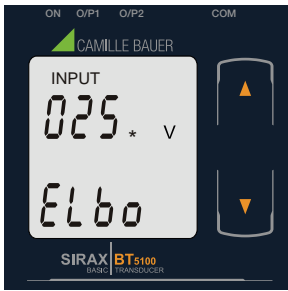 ON O/P1 O/P2 COM
CAMILLE BAUER
INPUT
025.* V
ELbo
SIRAX BT5100
BASIC TRANSDUCER